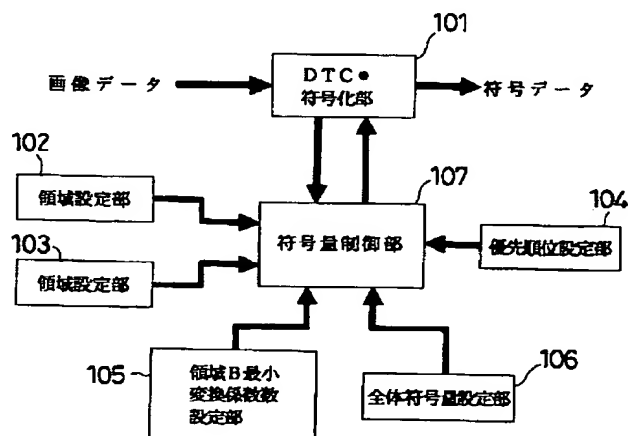 101
画像データ
DTC・
符号化部
符号データ
102
領域設定部
107
符号量制御部
104
優先順位設定部
103
領域設定部
105
領域B最小
変換係数数
設定部
106
全体符号量設定部